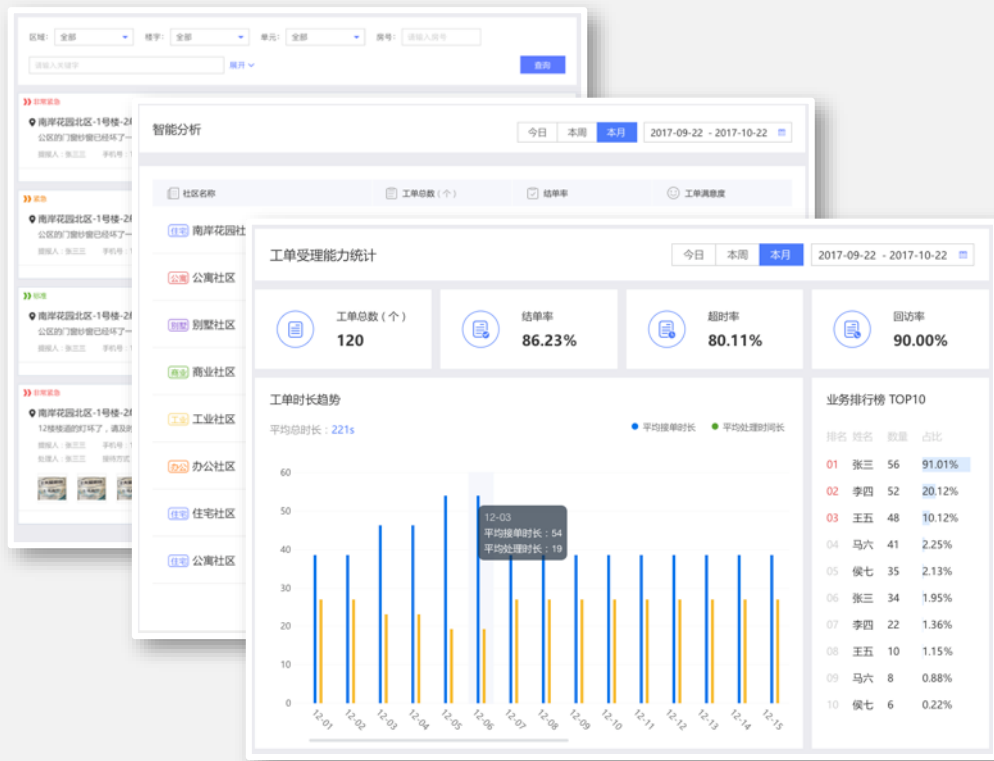 区域： 全部 楼宇： 全部 单元： 全部 房号： 请输入房号
请输入关键字 展开 查询
非常紧急
南岸花园北区-1号楼-2
公区的门窗纱窗已经坏了一
提报人：张三三 手机号：
紧急
南岸花园北区-1号楼-2
公区的门窗纱窗已经坏了一
提报人：张三三 手机号：
标准
南岸花园北区-1号楼-2
公区的门窗纱窗已经坏了一
提报人：张三三 手机号：
非常紧急
南岸花园北区-1号楼-2
12楼楼道的灯坏了，请及
提报人：张三三 手机号：
处理人：张三三 接待方式
智能分析
今日 本周 本月 2017-09-22 - 2017-10-22
社区名称 工单总数（个） 结单率 工单满意度
住宅 南岸花园社
公寓 公寓社区
别墅 别墅社区
商业 商业社区
工业 工业社区
办公 办公社区
住宅 住宅社区
住宅 公寓社区
工单受理能力统计
今日 本周 本月 2017-09-22 - 2017-10-22
工单总数（个）
120
结单率
86.23%
超时率
80.11%
回访率
90.00%
工单时长趋势
平均总时长：221s
平均接单时长 平均处理时间长
60
50
40
30
20
10
0
12-03
平均接单时长：54
平均处理时长：19
12-01 12-02 12-03 12-04 12-05 12-06 12-07 12-08 12-09 12-10 12-11 12-12 12-13 12-14 12-15
业务排行榜 TOP10
排名 姓名 数量 占比
01 张三 56 91.01%
02 李四 52 20.12%
03 王五 48 10.12%
04 马六 41 2.25%
05 侯七 35 2.13%
06 张三 34 1.95%
07 李四 22 1.36%
08 王五 10 1.15%
09 马六 8 0.88%
10 侯七 6 0.22%